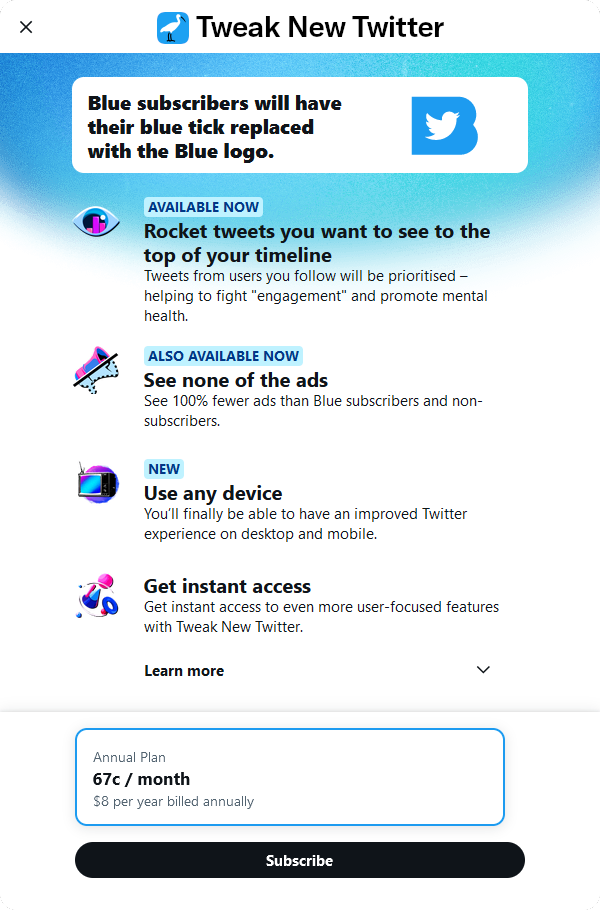 Tweak New Twitter
Blue subscribers will have
their blue tick replaced
with the Blue logo.
AVAILABLE NOW
Rocket tweets you want to see to the
top of your timeline
Tweets from users you follow will be prioritised –
helping to fight "engagement" and promote mental
health.
ALSO AVAILABLE NOW
See none of the ads
See 100% fewer ads than Blue subscribers and non-
subscribers.
NEW
Use any device
You’ll finally be able to have an improved Twitter
experience on desktop and mobile.
Get instant access
Get instant access to even more user-focused features
with Tweak New Twitter.
Learn more
Annual Plan
67c / month
$8 per year billed annually
Subscribe